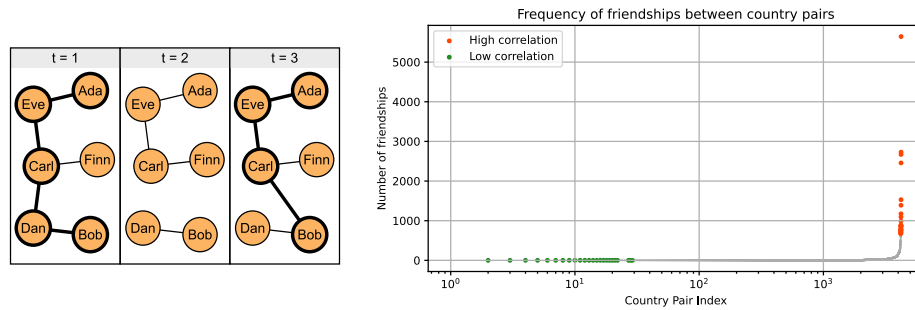 t = 1
t = 2
t = 3
Eve
Ada
Carl
Finn
Dan
Bob
Eve
Ada
Carl
Finn
Dan
Bob
Eve
Ada
Carl
Finn
Dan
Bob
Frequency of friendships between country pairs
High correlation
Low correlation
Number of friendships
5000
4000
3000
2000
1000
0
10⁰
10¹
10²
10³
Country Pair Index